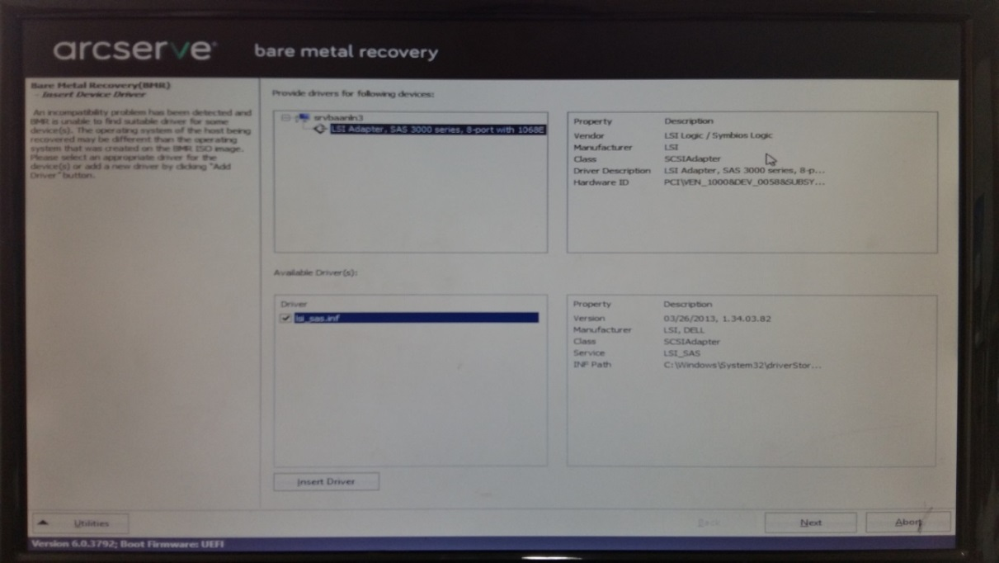 arcserve® bare metal recovery
Bare Metal Recovery(BMR)
- Insert Device Driver
An incompatibility problem has been detected and
BMR is unable to find suitable driver for some
device(s). The operating system of the host being
recovered may be different than the operating
system that was created on the BMR ISO image.
Please select an appropriate driver for the
device(s) or add a new driver by clicking "Add
Driver" button.
Provide drivers for following devices:
srvbaanln3
LSI Adapter, SAS 3000 series, 8-port with 1068E
Property Description
Vendor LSI Logic / Symbios Logic
Manufacturer LSI
Class SCSIAdapter
Driver Description LSI Adapter, SAS 3000 series, 8-p...
Hardware ID PCI\VEN_1000&DEV_0058&SUBSY...
Available Driver(s):
Driver
lsi_sas.inf
Property Description
Version 03/26/2013, 1.34.03.82
Manufacturer LSI, DELL
Class SCSIAdapter
Service LSI_SAS
INF Path C:\Windows\System32\driverStor...
Insert Driver
Utilities
Back
Next
Abort
Version 6.0.3792; Boot Firmware: UEFI